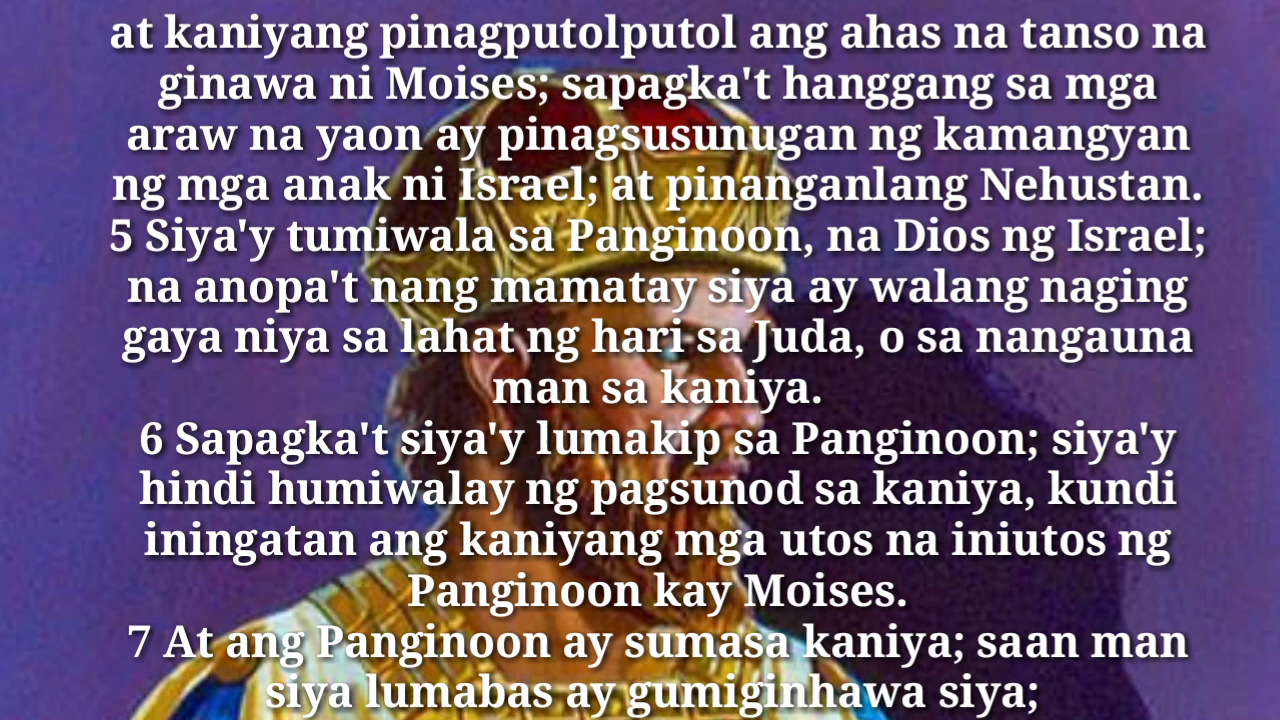 at kaniyang pinagputolputol ang ahas na tanso na
ginawa ni Moises; sapagka't hanggang sa mga
araw na yaon ay pinagsusunugan ng kamangyan
ng mga anak ni Israel; at pinanganlang Nehustan.
5 Siya'y tumiwala sa Panginoon, na Dios ng Israel;
na anopa't nang mamatay siya ay walang naging
gaya niya sa lahat ng hari sa Juda, o sa nangauna
man sa kaniya.
6 Sapagka't siya'y lumakip sa Panginoon; siya'y
hindi humiwalay ng pagsunod sa kaniya, kundi
iningatan ang kaniyang mga utos na iniutos ng
Panginoon kay Moises.
7 At ang Panginoon ay sumasa kaniya; saan man
siya lumabas ay gumiginhawa siya;